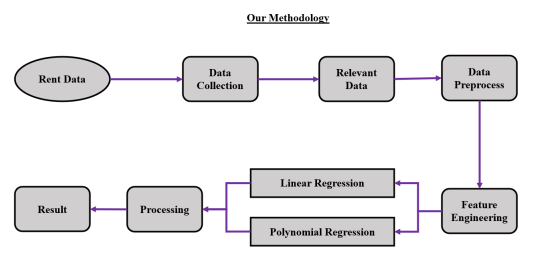 Our Methodology
Rent Data
Data
Collection
Relevant
Data
Data
Preprocess
Feature
Engineering
Linear Regression
Polynomial Regression
Processing
Result